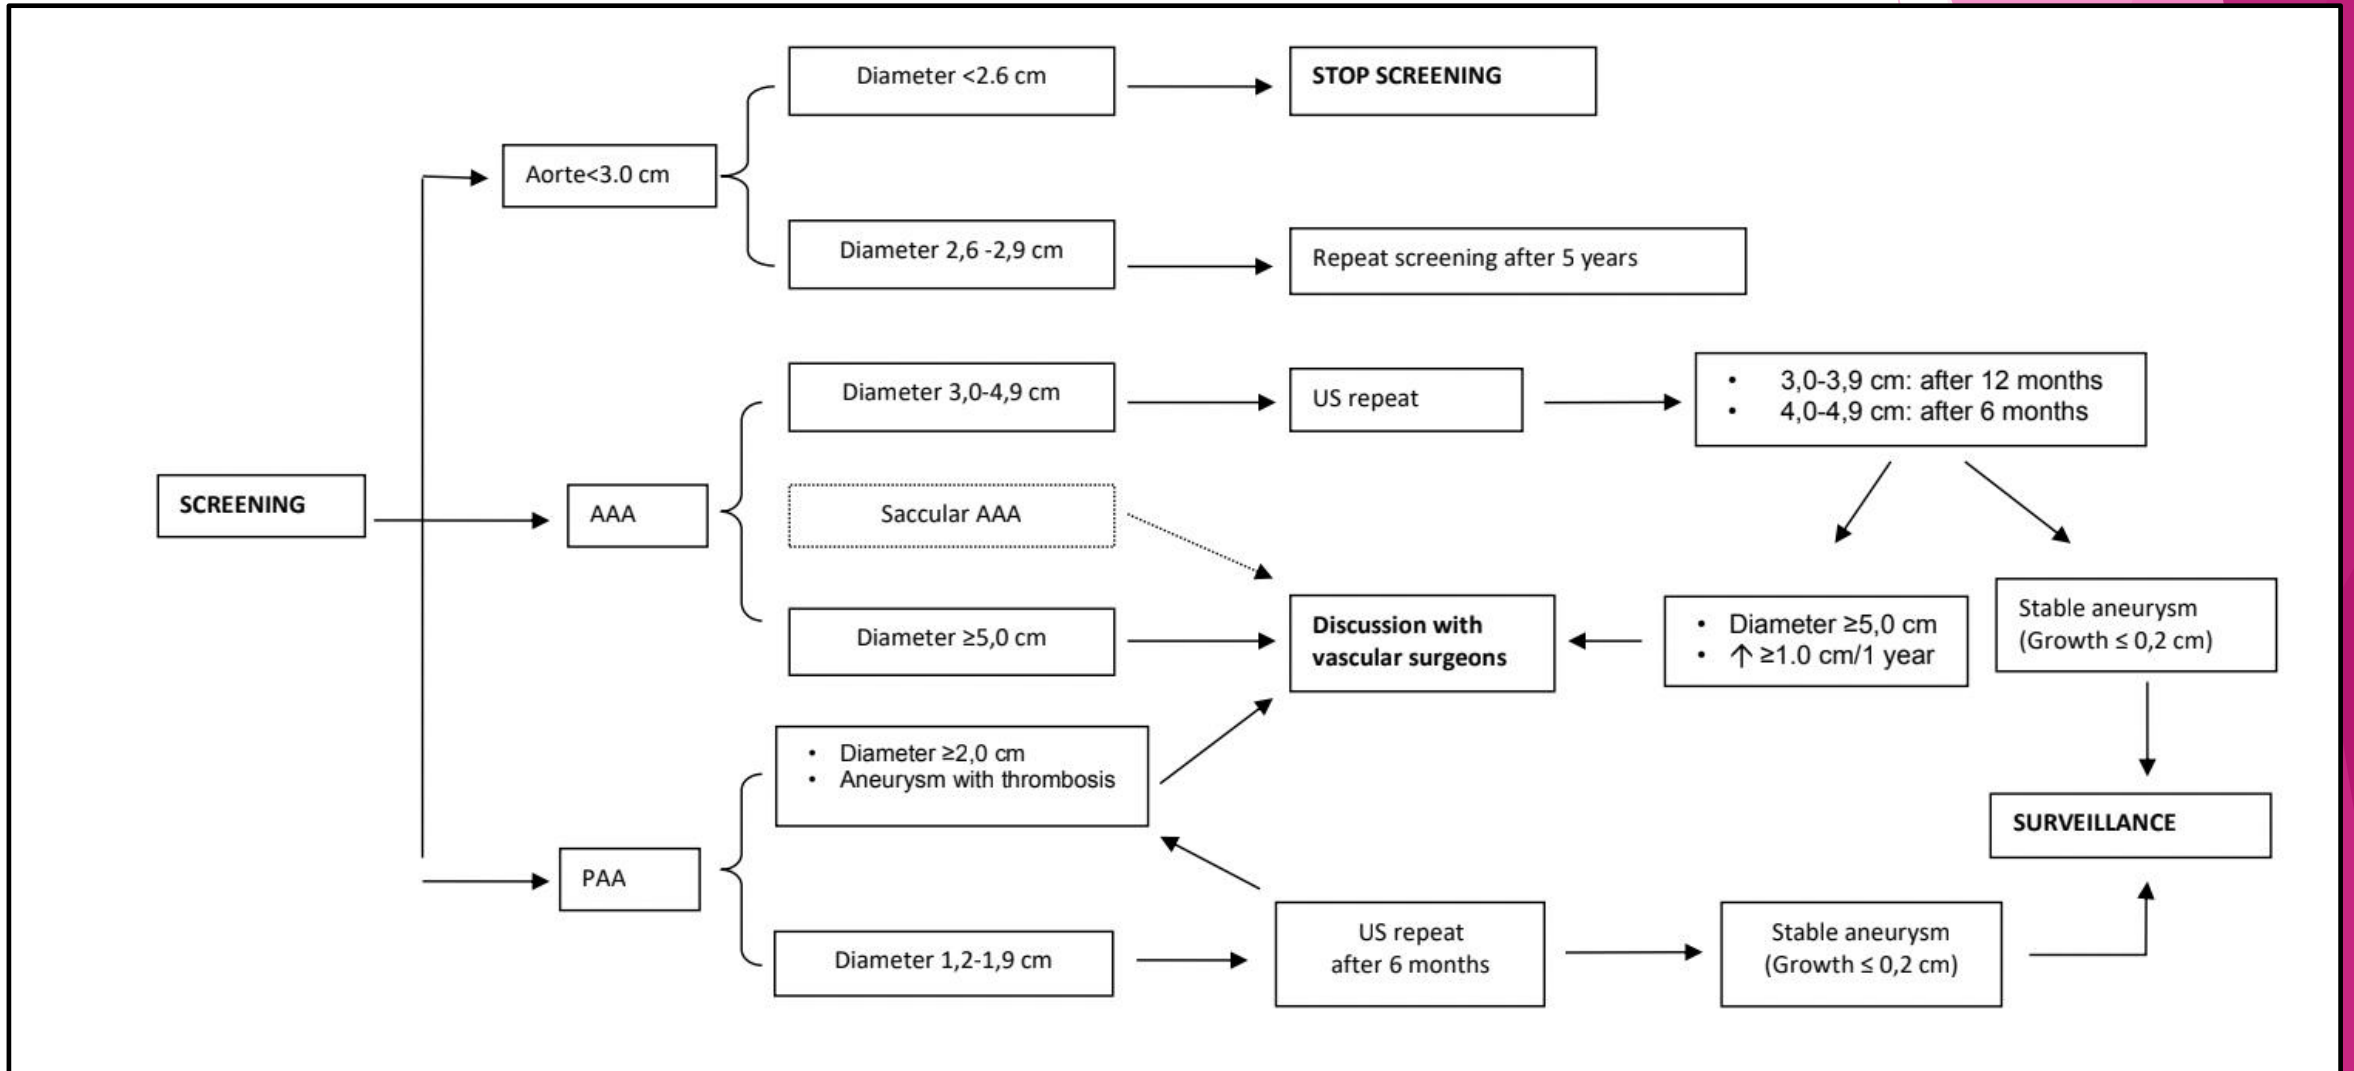 Diameter <2.6 cm
STOP SCREENING
Aorte<3.0 cm
Diameter 2,6 -2,9 cm
Repeat screening after 5 years
Diameter 3,0-4,9 cm
US repeat
• 3,0-3,9 cm: after 12 months
• 4,0-4,9 cm: after 6 months
SCREENING
AAA
Saccular AAA
Diameter ≥5,0 cm
Discussion with
vascular surgeons
• Diameter ≥5,0 cm
• ↑ ≥1.0 cm/1 year
Stable aneurysm
(Growth ≤ 0,2 cm)
• Diameter ≥2,0 cm
• Aneurysm with thrombosis
SURVEILLANCE
PAA
Diameter 1,2-1,9 cm
US repeat
after 6 months
Stable aneurysm
(Growth ≤ 0,2 cm)